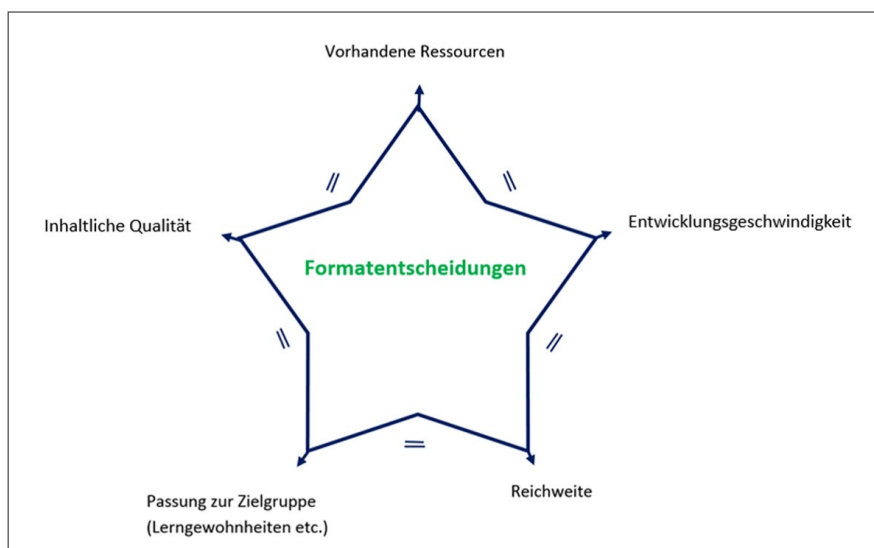 Vorhandene Ressourcen
Inhaltliche Qualität
Entwicklungsgeschwindigkeit
Formatentscheidungen
Reichweite
Passung zur Zielgruppe
(Lerngewohnheiten etc.)